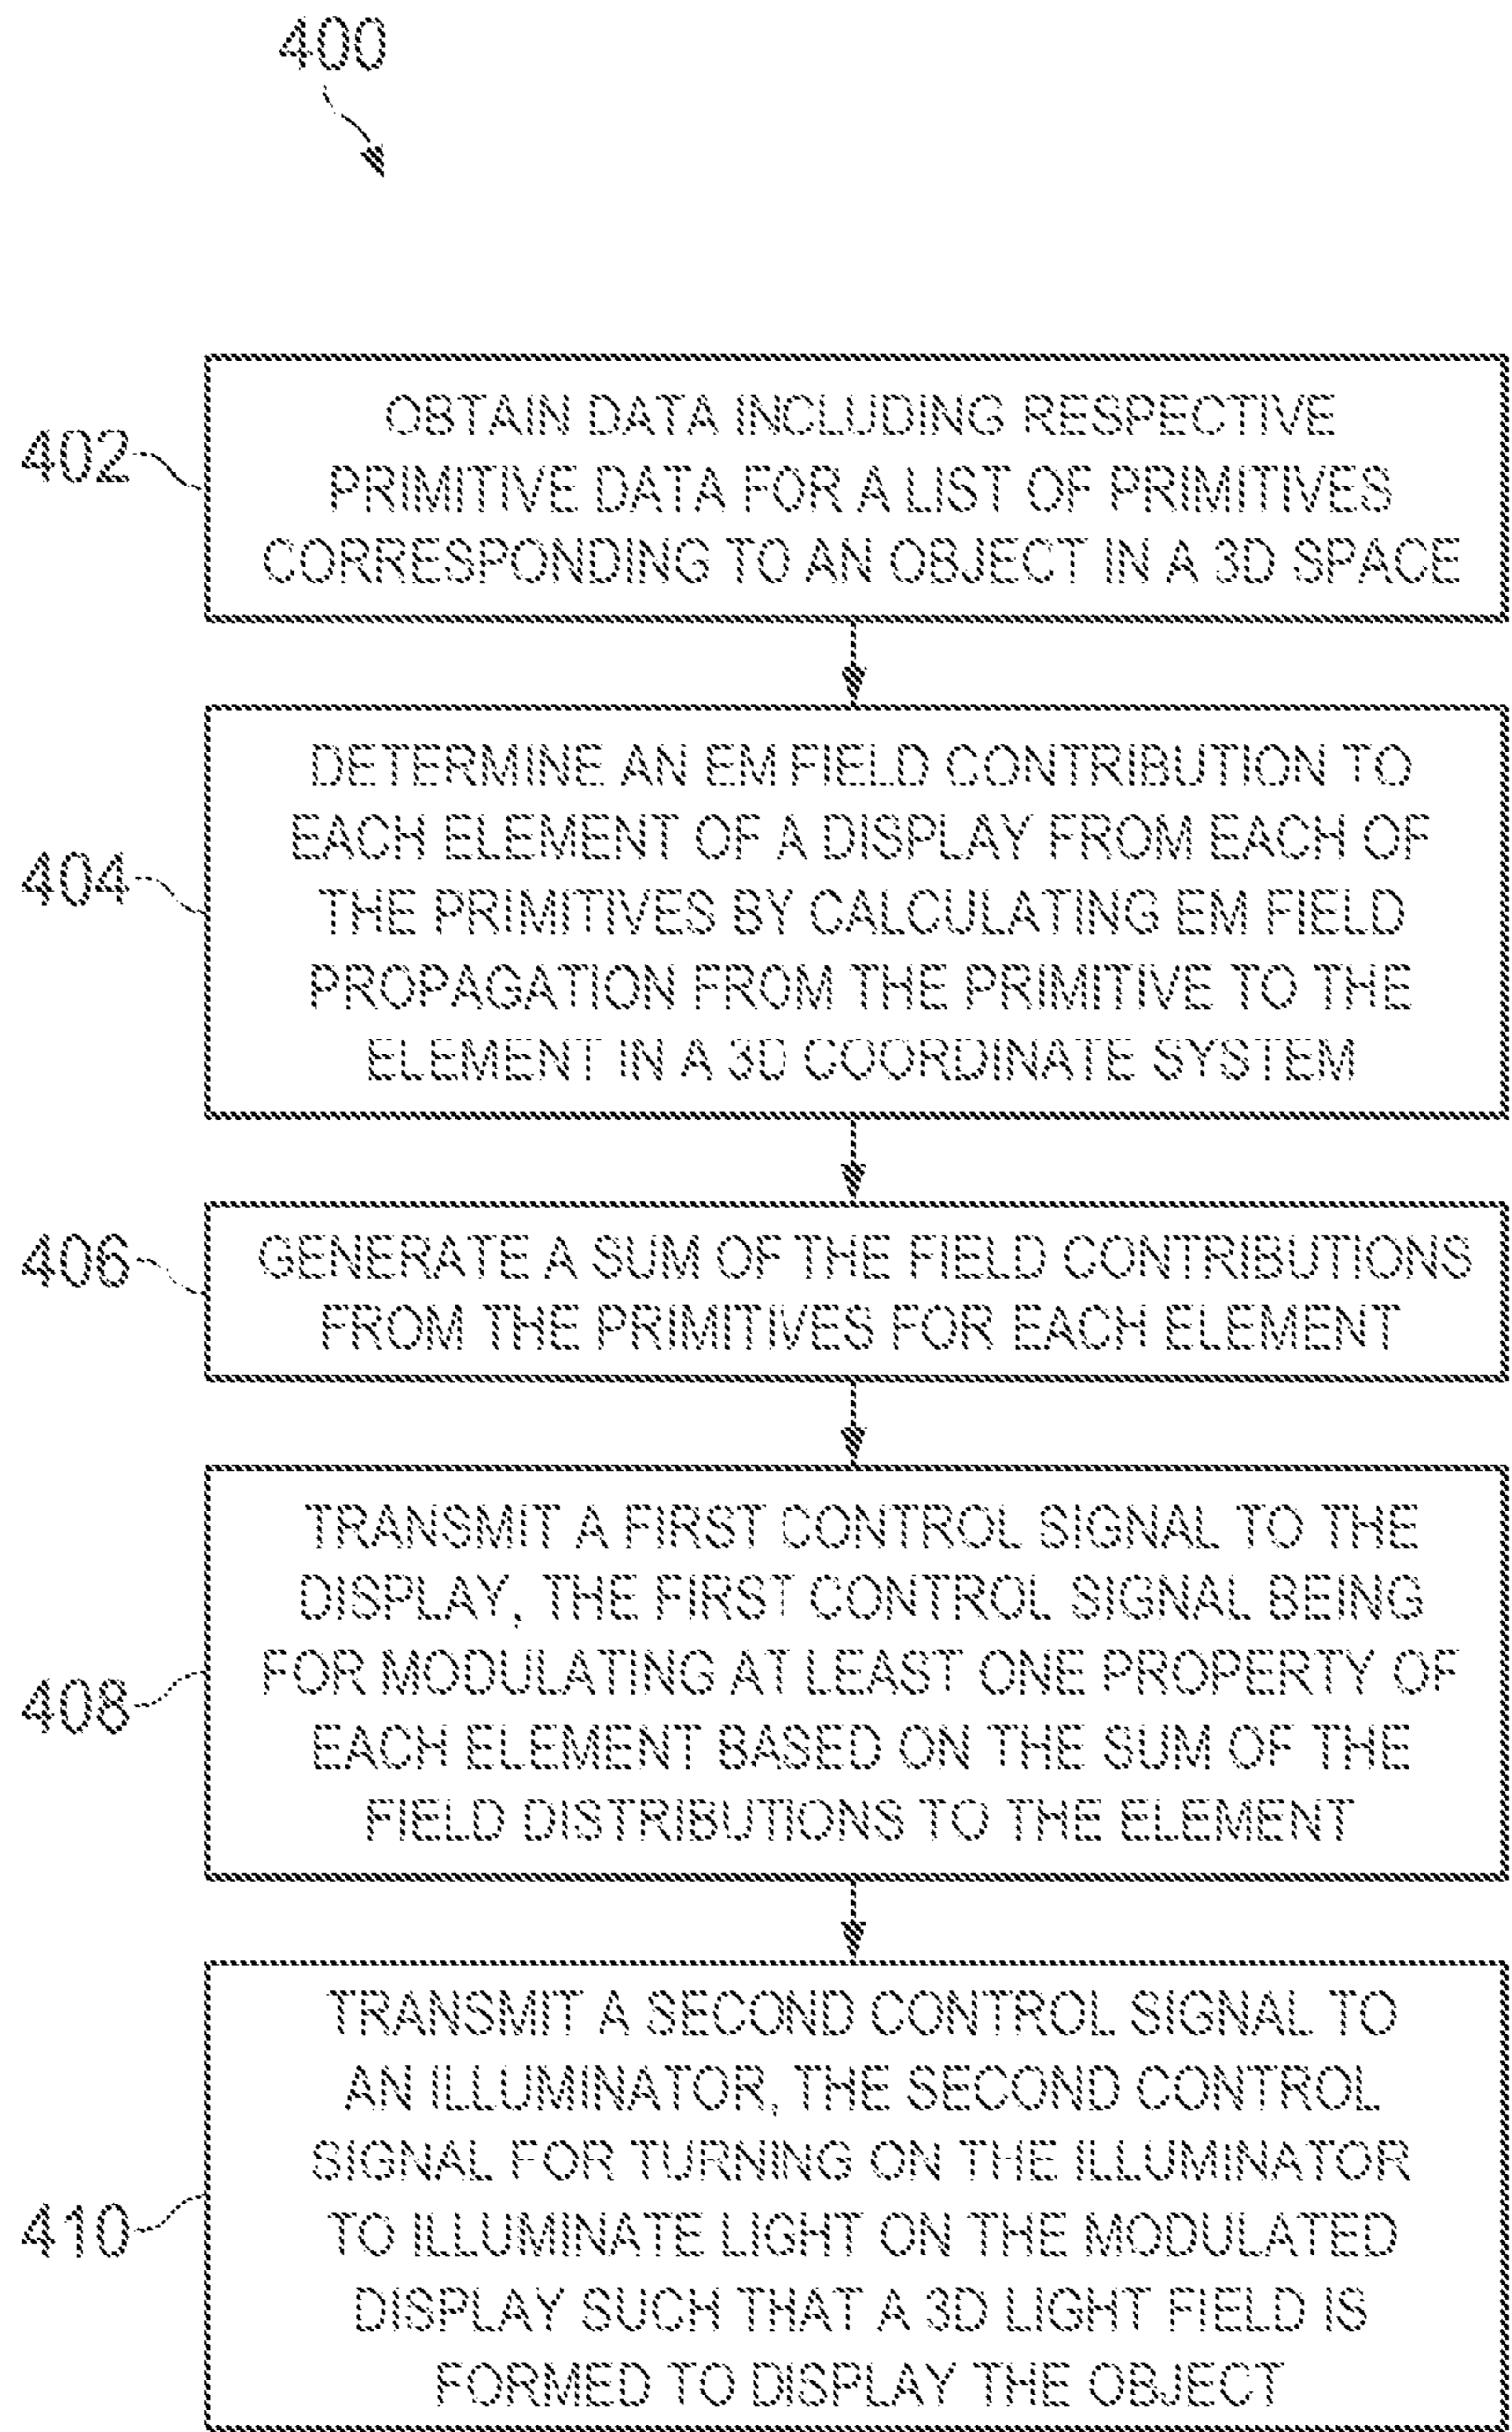 400
402
OBTAIN DATA INCLUDING RESPECTIVE
PRIMITIVE DATA FOR A LIST OF PRIMITIVES
CORRESPONDING TO AN OBJECT IN A 3D SPACE
404
DETERMINE AN EM FIELD CONTRIBUTION TO
EACH ELEMENT OF A DISPLAY FROM EACH OF
THE PRIMITIVES BY CALCULATING EM FIELD
PROPAGATION FROM THE PRIMITIVE TO THE
ELEMENT IN A 3D COORDINATE SYSTEM
406
GENERATE A SUM OF THE FIELD CONTRIBUTIONS
FROM THE PRIMITIVES FOR EACH ELEMENT
408
TRANSMIT A FIRST CONTROL SIGNAL TO THE
DISPLAY, THE FIRST CONTROL SIGNAL BEING
FOR MODULATING AT LEAST ONE PROPERTY OF
EACH ELEMENT BASED ON THE SUM OF THE
FIELD DISTRIBUTIONS TO THE ELEMENT
410
TRANSMIT A SECOND CONTROL SIGNAL TO
AN ILLUMINATOR, THE SECOND CONTROL
SIGNAL FOR TURNING ON THE ILLUMINATOR
TO ILLUMINATE LIGHT ON THE MODULATED
DISPLAY SUCH THAT A 3D LIGHT FIELD IS
FORMED TO DISPLAY THE OBJECT